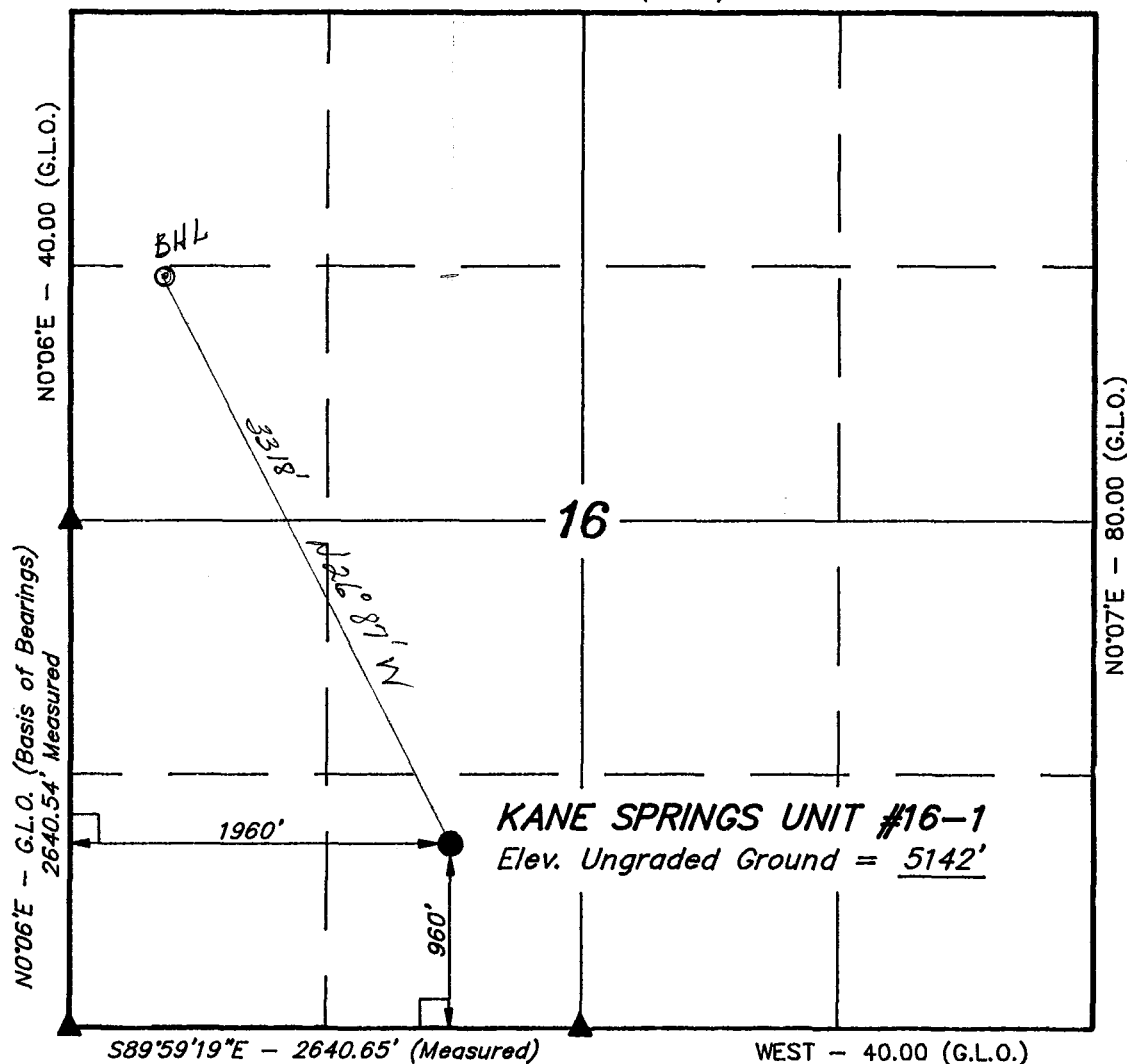 N0°06'E – 40.00 (G.L.O.)
BHL
3318'
N26°87'W
16
N0°07'E – 80.00 (G.L.O.)
N0°06'E – G.L.O. (Basis of Bearings)
2640.54' Measured
1960'
960'
KANE SPRINGS UNIT #16–1
Elev. Ungraded Ground = 5142'
S89°59'19"E – 2640.65' (Measured)
WEST – 40.00 (G.L.O.)